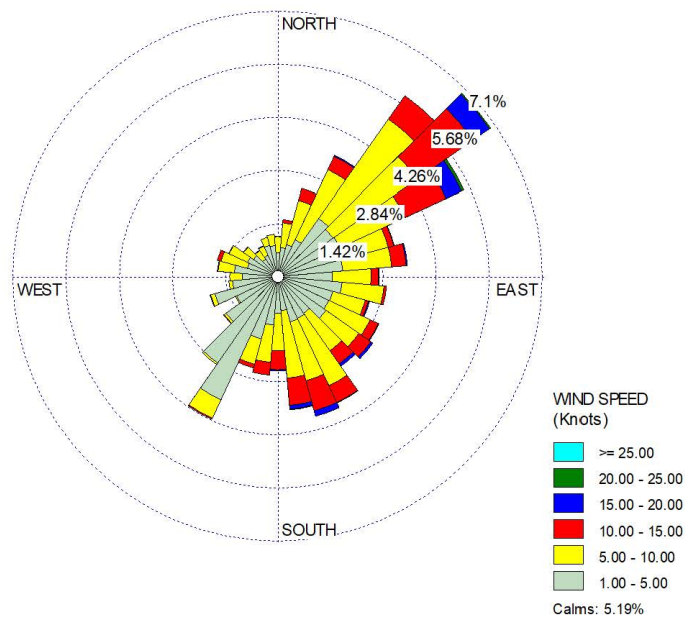 NORTH
7.1%
5.68%
4.26%
2.84%
1.42%
WEST
EAST
SOUTH
WIND SPEED
(Knots)
>= 25.00
20.00 - 25.00
15.00 - 20.00
10.00 - 15.00
5.00 - 10.00
1.00 - 5.00
Calms: 5.19%